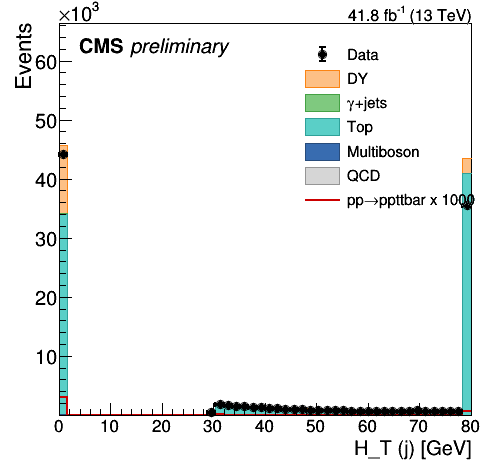 ×10³
41.8 fb⁻¹ (13 TeV)
CMS preliminary
Events
Data
DY
γ+jets
Top
Multiboson
QCD
pp→ppttbar x 1000
60
50
40
30
20
10
0 10 20 30 40 50 60 70 80
H_T (j) [GeV]